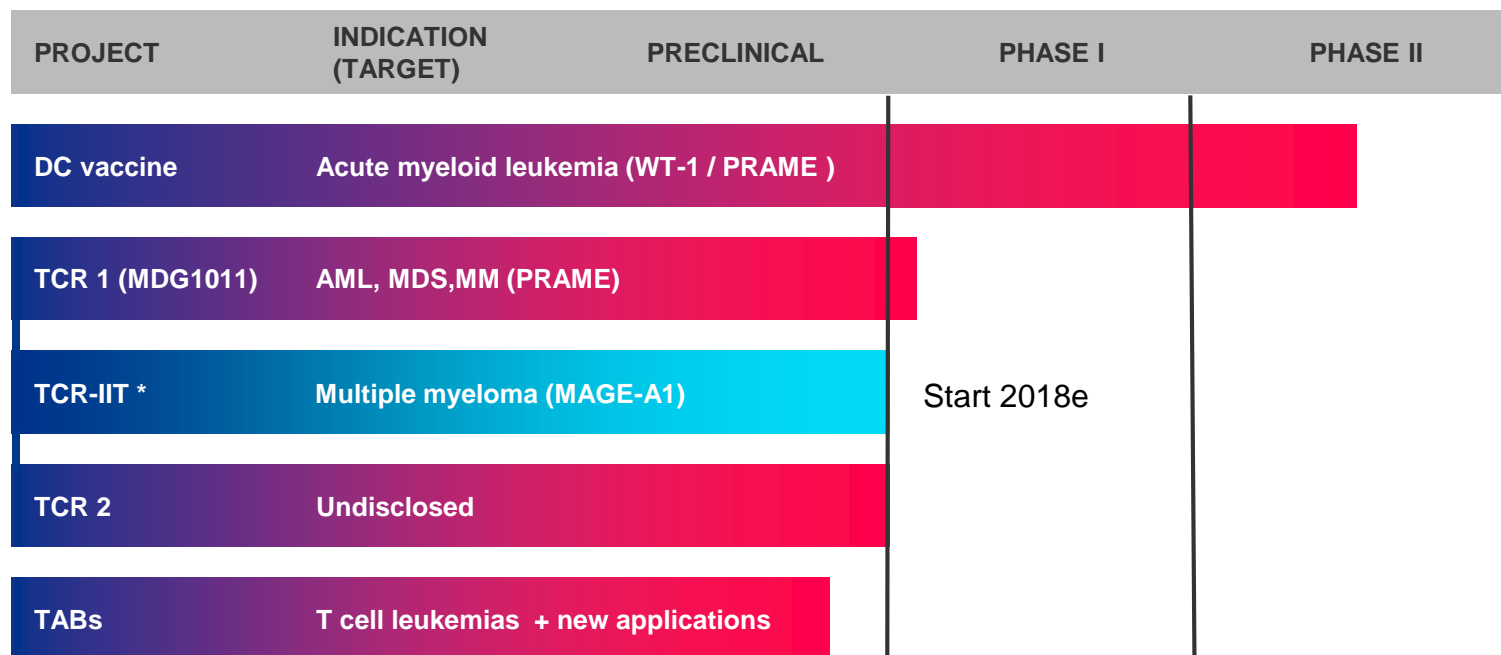 PROJECT INDICATION (TARGET) PRECLINICAL PHASE I PHASE II
DC vaccine Acute myeloid leukemia (WT-1 / PRAME )
TCR 1 (MDG1011) AML, MDS,MM (PRAME)
TCR-IIT * Multiple myeloma (MAGE-A1) Start 2018e
TCR 2 Undisclosed
TABs T cell leukemias + new applications